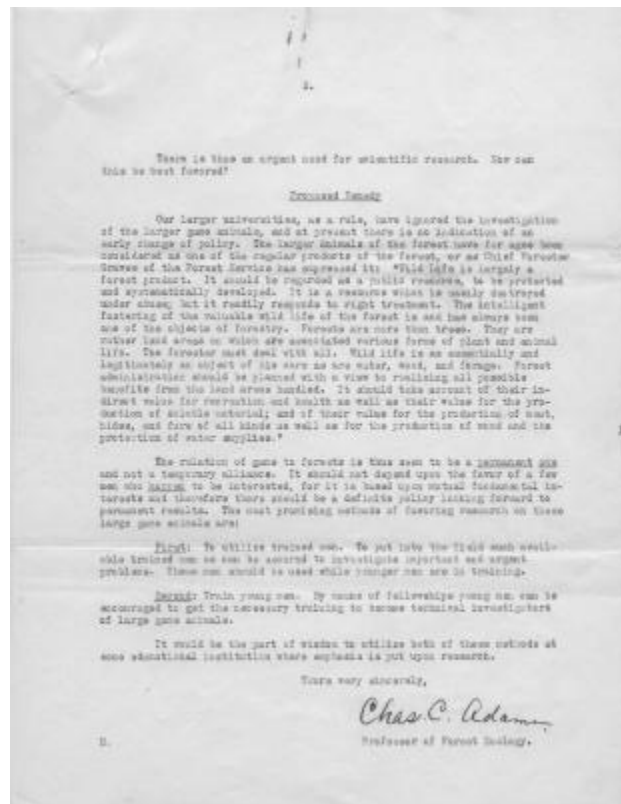 2.
There is thus an urgent need for scientific research. How can
this be best favored?
Proposed Remedy
Our larger universities, as a rule, have ignored the investigation
of the larger game animals, and at present there is no indication of an
early change of policy. The larger animals of the forest have for ages been
considered as one of the regular products of the forest, or as Chief Forester
Graves of the Forest Service has expressed it: "Wild life is largely a
forest product. It should be regarded as a public resource, to be protected
and systematically developed. It is a resource which is easily destroyed
under abuse, but it readily responds to right treatment. The intelligent
fostering of the valuable wild life of the forest is and has always been
one of the objects of forestry. Forests are more than trees. They are
rather land areas on which are associated various forms of plant and animal
life. The forester must deal with all. Wild life is as essentially and
legitimately an object of his care as are water, wood, and forage. Forest
administration should be planned with a view to realizing all possible
benefits from the land areas handled. It should take account of their in-
direct value for recreation and health as well as their value for the pro-
duction of salable material; and of their value for the production of meat,
hides, and furs of all kinds as well as for the production of wood and the
protection of water supplies."
The relation of game to forests is thus seen to be a permanent one
and not a temporary alliance. It should not depend upon the favor of a few
men who happen to be interested, for it is based upon mutual fundamental in-
terests and therefore there should be a definite policy looking forward to
permanent results. The most promising methods of favoring research on these
large game animals are:
First: To utilize trained men. To put into the field such avail-
able trained men as can be secured to investigate important and urgent
problems. These men should be used while younger men are in training.
Second: Train young men. By means of fellowships young men can be
encouraged to get the necessary training to become technical investigators
of large game animals.
It would be the part of wisdom to utilize both of these methods at
some educational institution where emphasis is put upon research.
Yours very sincerely,
Chas. C. Adams
Professor of Forest Zoology.